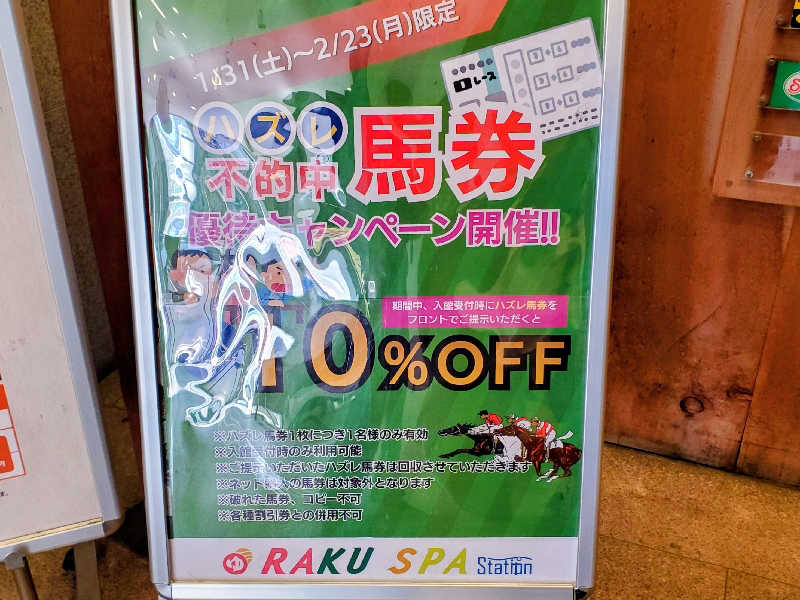 1/31(土)～2/23(月)限定
1レース
ハズレ
不的中馬券
優待キャンペーン開催!!
期間中、入館受付時にハズレ馬券を
フロントでご提示いただくと
10%OFF
※ハズレ馬券1枚につき1名様のみ有効
※入館受付時のみ利用可能
※ご提示いただいたハズレ馬券は回収させていただきます
※ネット購入の馬券は対象外となります
※破れた馬券、コピー不可
※各種割引券との併用不可
RAKU SPA Station